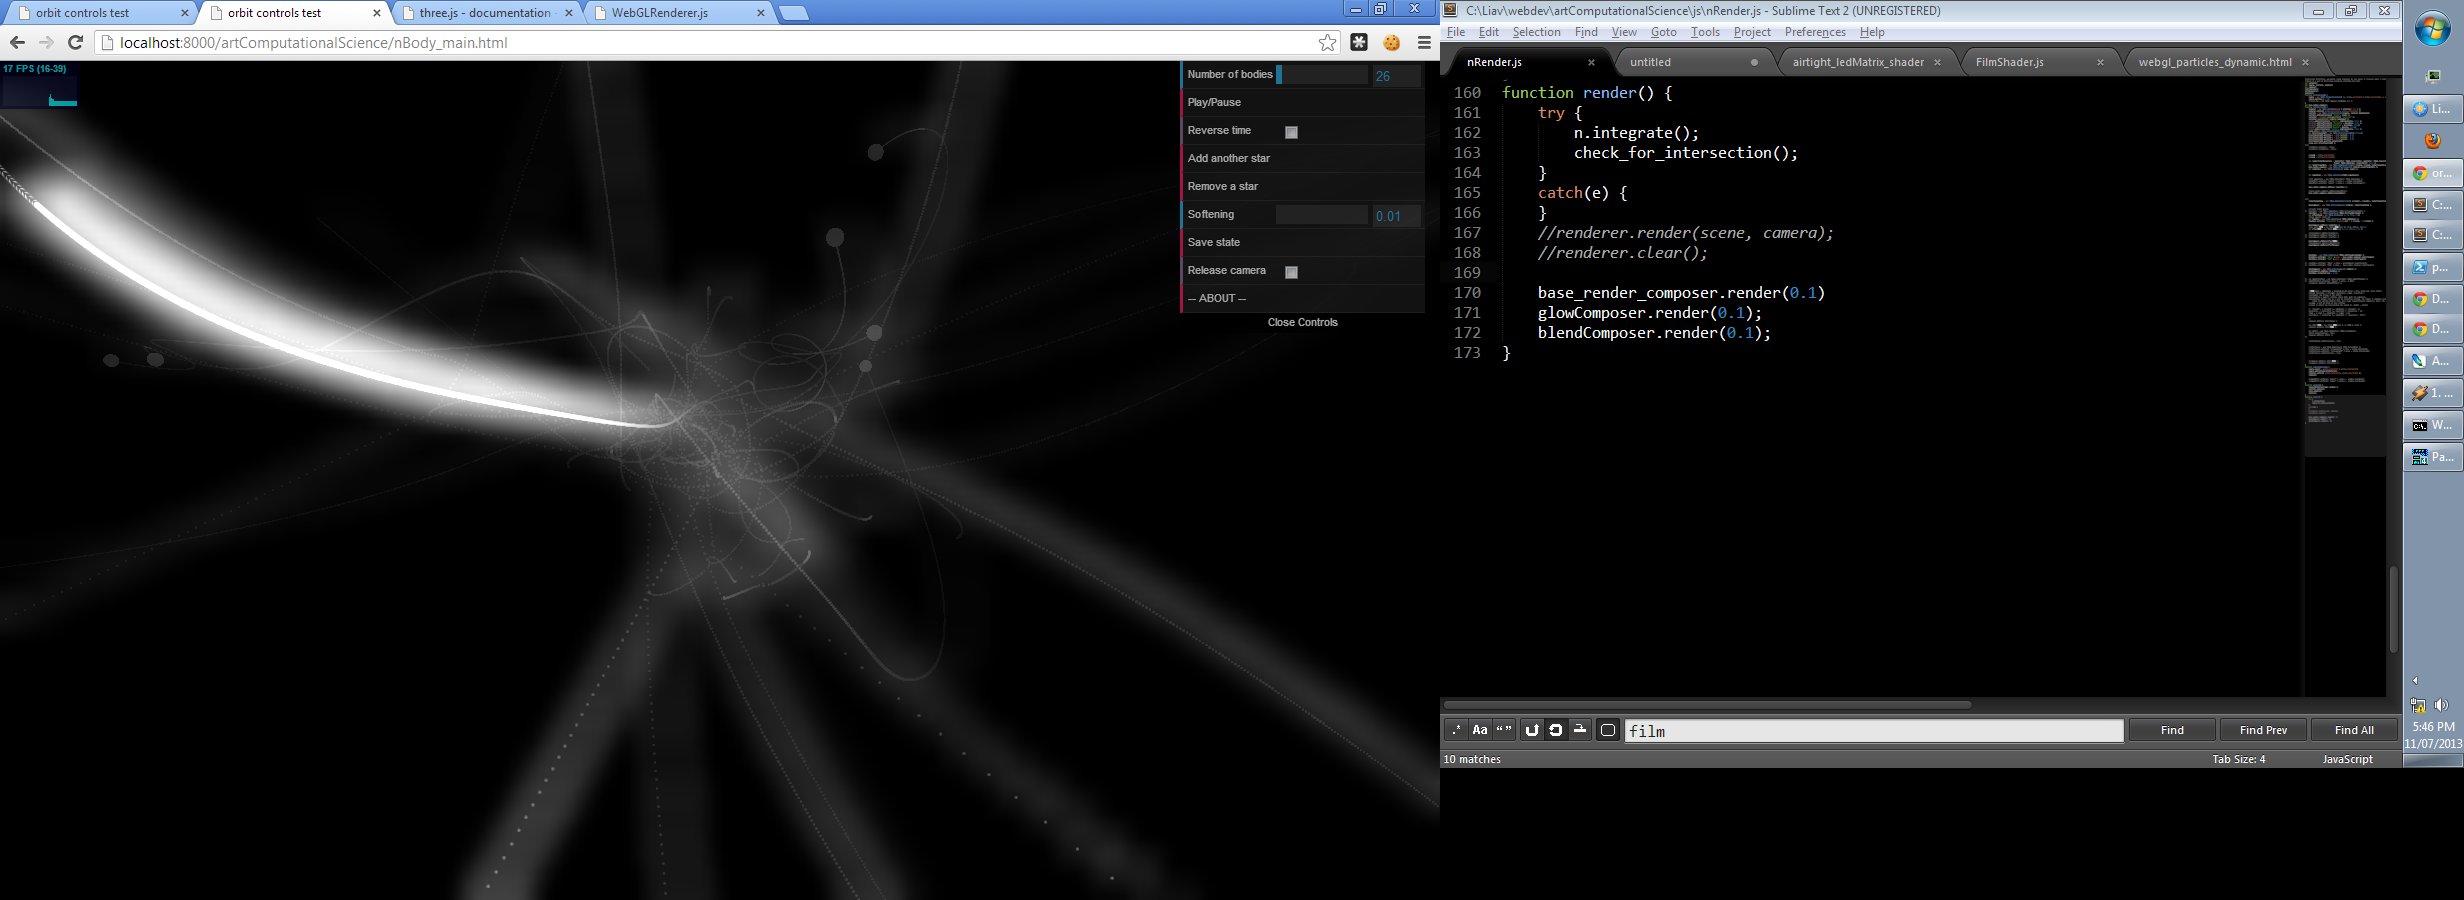 orbit controls test
orbit controls test
three.js - documentation
WebGLRenderer.js
localhost:8000/artComputationalScience/nBody_main.html
17 FPS (16-39)
Number of bodies 26
Play/Pause
Reverse time
Add another star
Remove a star
Softening 0.01
Save state
Release camera
-- ABOUT --
Close Controls
C:\Liav\webdev\artComputationalScience\js\nRender.js - Sublime Text 2 (UNREGISTERED)
File Edit Selection Find View Goto Tools Project Preferences Help
nRender.js
untitled
airtight_ledMatrix_shader
FilmShader.js
webgl_particles_dynamic.html
160 function render() {
161 try {
162 n.integrate();
163 check_for_intersection();
164 }
165 catch(e) {
166 }
167 //renderer.render(scene, camera);
168 //renderer.clear();
169
170 base_render_composer.render(0.1)
171 glowComposer.render(0.1);
172 blendComposer.render(0.1);
173 }
.* Aa “”
film
Find
Find Prev
Find All
10 matches
Tab Size: 4
JavaScript
Li...
or...
C:...
C:...
p...
D...
D...
A...
1. ...
W...
Pa...
5:46 PM
11/07/2013